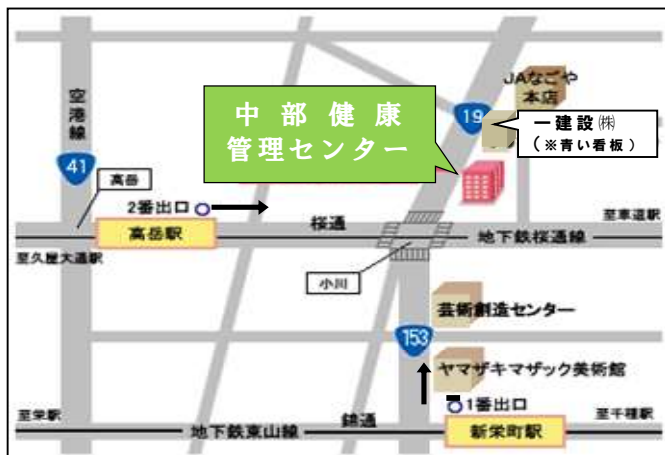 JAなごや
本店
空港線
中部健康
管理センター
19
一建設㈱
（※青い看板）
41
高岳
2番出口
桜通
至車道駅
高岳駅
地下鉄桜通線
至久屋大通駅
小川
芸術創造センター
153
ヤマザキマザック美術館
1番出口
至栄駅
錦通
至千種駅
地下鉄東山線
新栄町駅